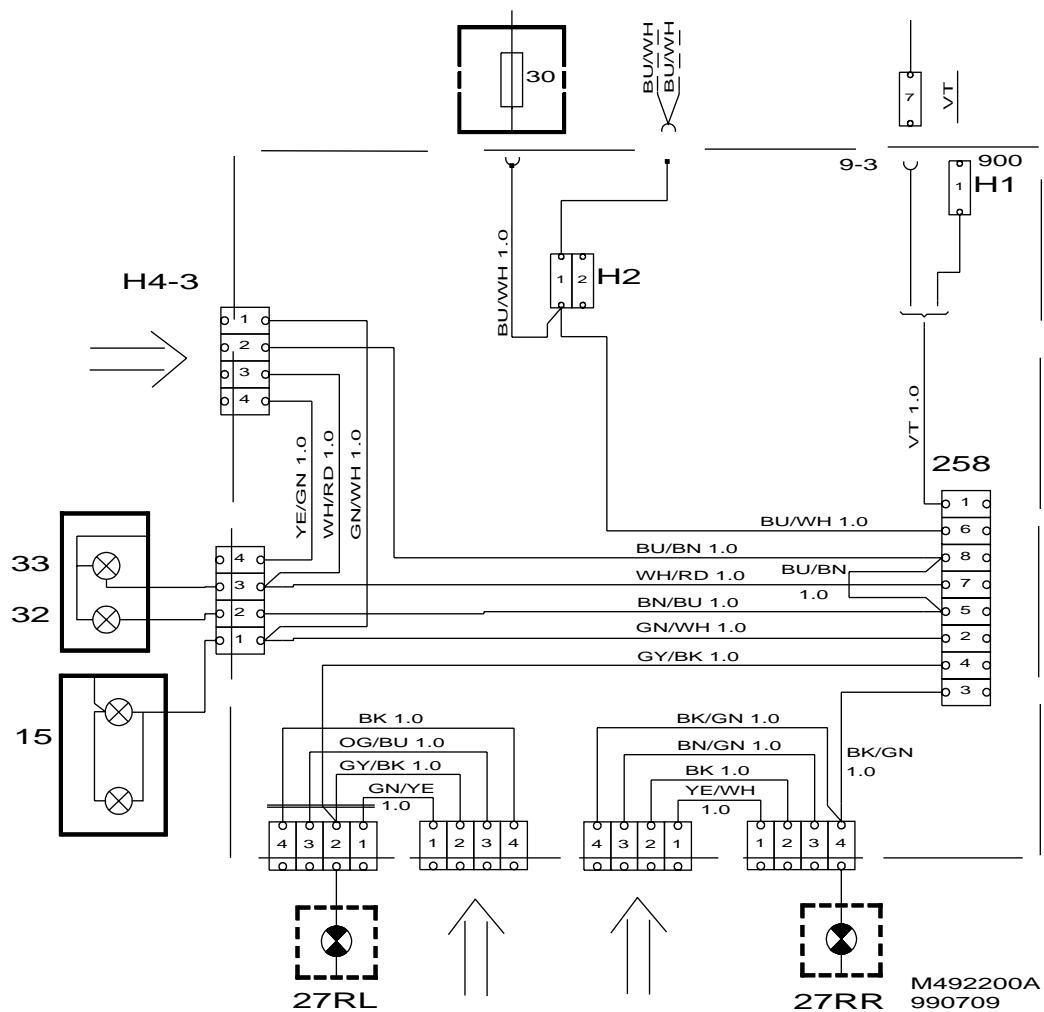 30
BU/WH
BU/WH
7
VT
9-3
900
1
H1
BU/WH 1.0
1 2
H2
H4-3
1
2
3
4
YE/GN 1.0
WH/RD 1.0
GN/WH 1.0
VT 1.0
258
1
6
8
7
5
2
4
3
BU/WH 1.0
BU/BN 1.0
BU/BN
1.0
WH/RD 1.0
BN/BU 1.0
GN/WH 1.0
GY/BK 1.0
33
32
4
3
2
1
15
BK 1.0
OG/BU 1.0
GY/BK 1.0
GN/YE
1.0
BK/GN 1.0
BN/GN 1.0
BK 1.0
YE/WH
1.0
BK/GN
1.0
4 3 2 1
1 2 3 4
4 3 2 1
1 2 3 4
27RL
27RR
M492200A
990709